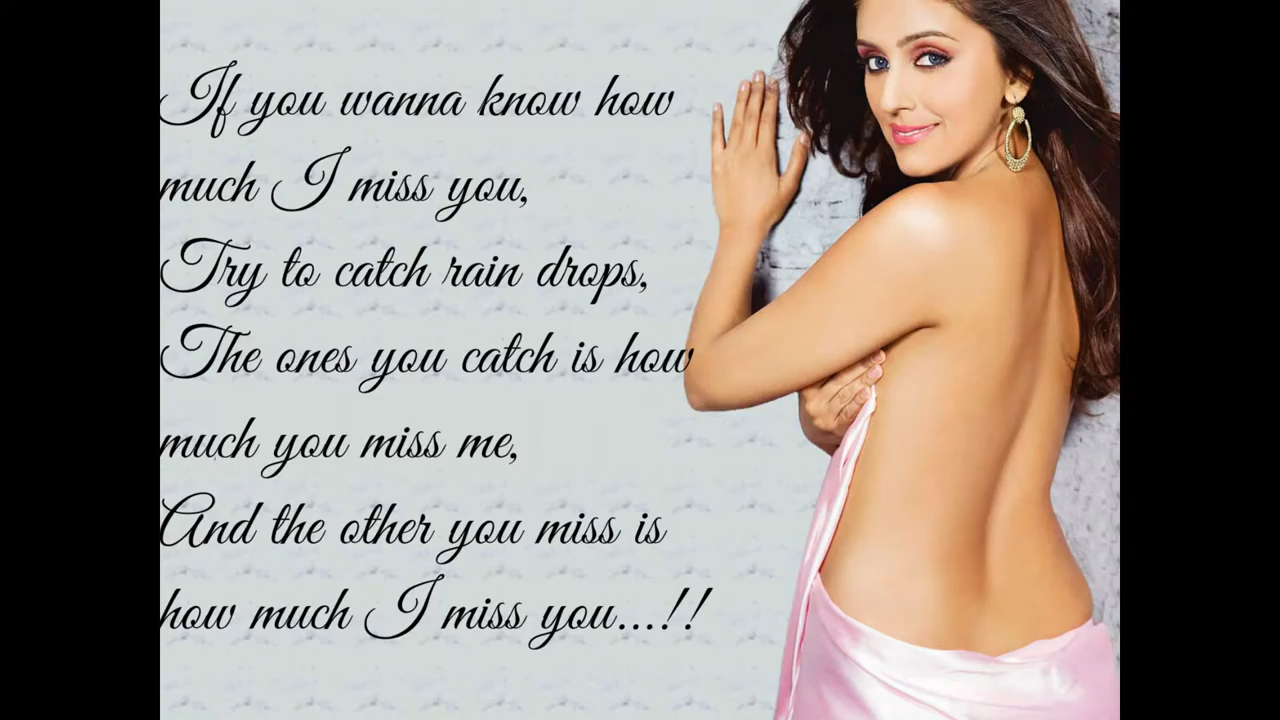 If you wanna know how
much I miss you,
Try to catch rain drops,
The ones you catch is how
much you miss me,
And the other you miss is
how much I miss you...!!